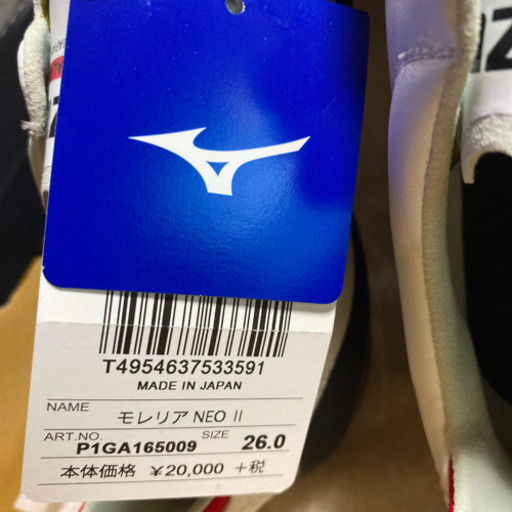 T4954637533591
MADE IN JAPAN
NAME モレリア NEO II
ART.NO. P1GA165009 SIZE 26.0
本体価格 ¥20,000 +税